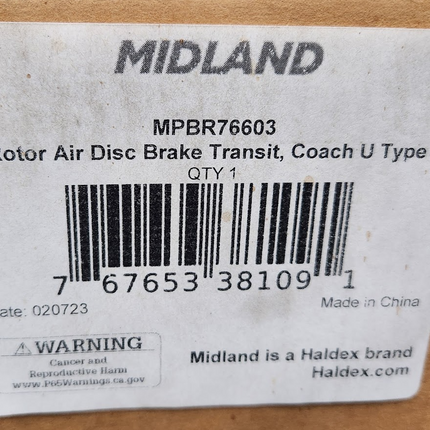 MIDLAND
MPBR76603
otor Air Disc Brake Transit, Coach U Type
QTY 1
7 67653 38109 1
ate: 020723
Made in China
⚠WARNING
Cancer and
Reproductive Harm
www.P65Warnings.ca.gov
Midland is a Haldex brand
Haldex.com